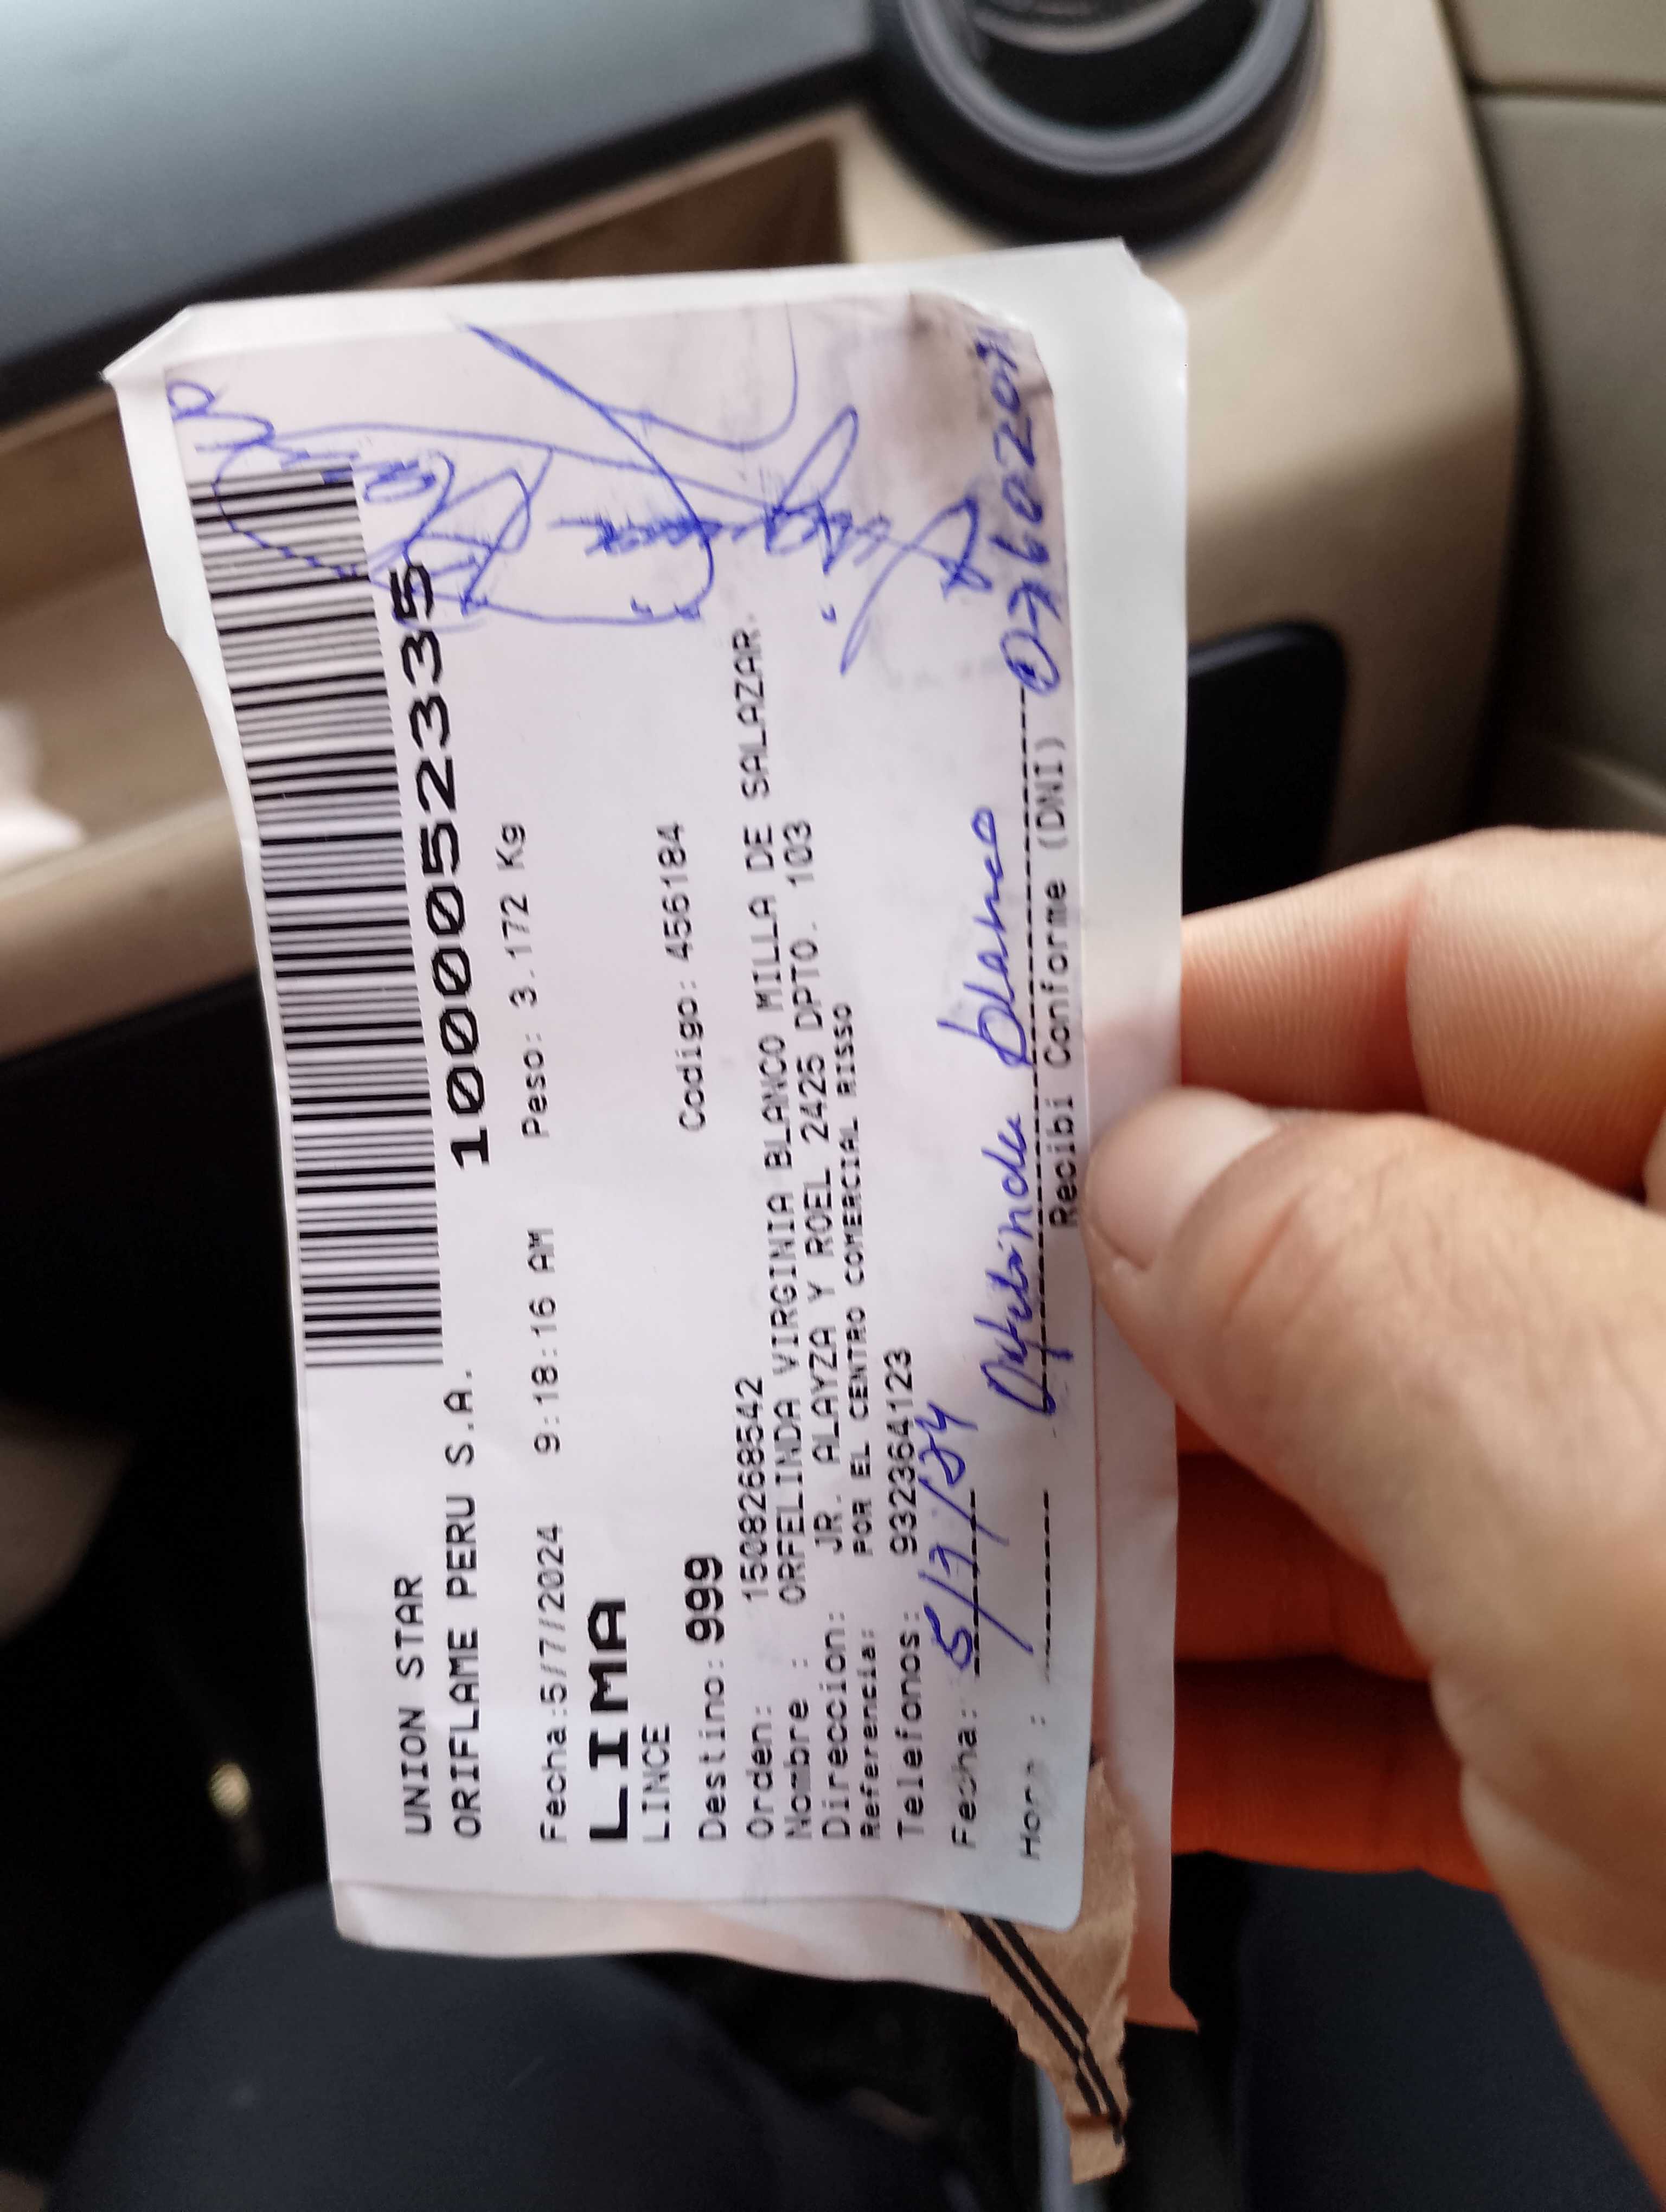 UNION STAR
ORIFLAME PERU S.A.
1000052335
Fecha:5/7/2024 9:18:16 AM Peso: 3.172 Kg
LIMA
LINCE
Destino: 999 Codigo: 456184
Orden: 1508268542
Nombre : ORFELINDA VIRGINIA BLANCO MILLA DE SALAZAR.
Direccion: JR. ALAYZA Y ROEL 2425 DPTO. 103
Referencia: POR EL CENTRO COMERCIAL RISSO
Telefonos: 932364123
Fecha: 5/7/24
Orfelinda Blanco
Hora :
Recibi Conforme (DNI)